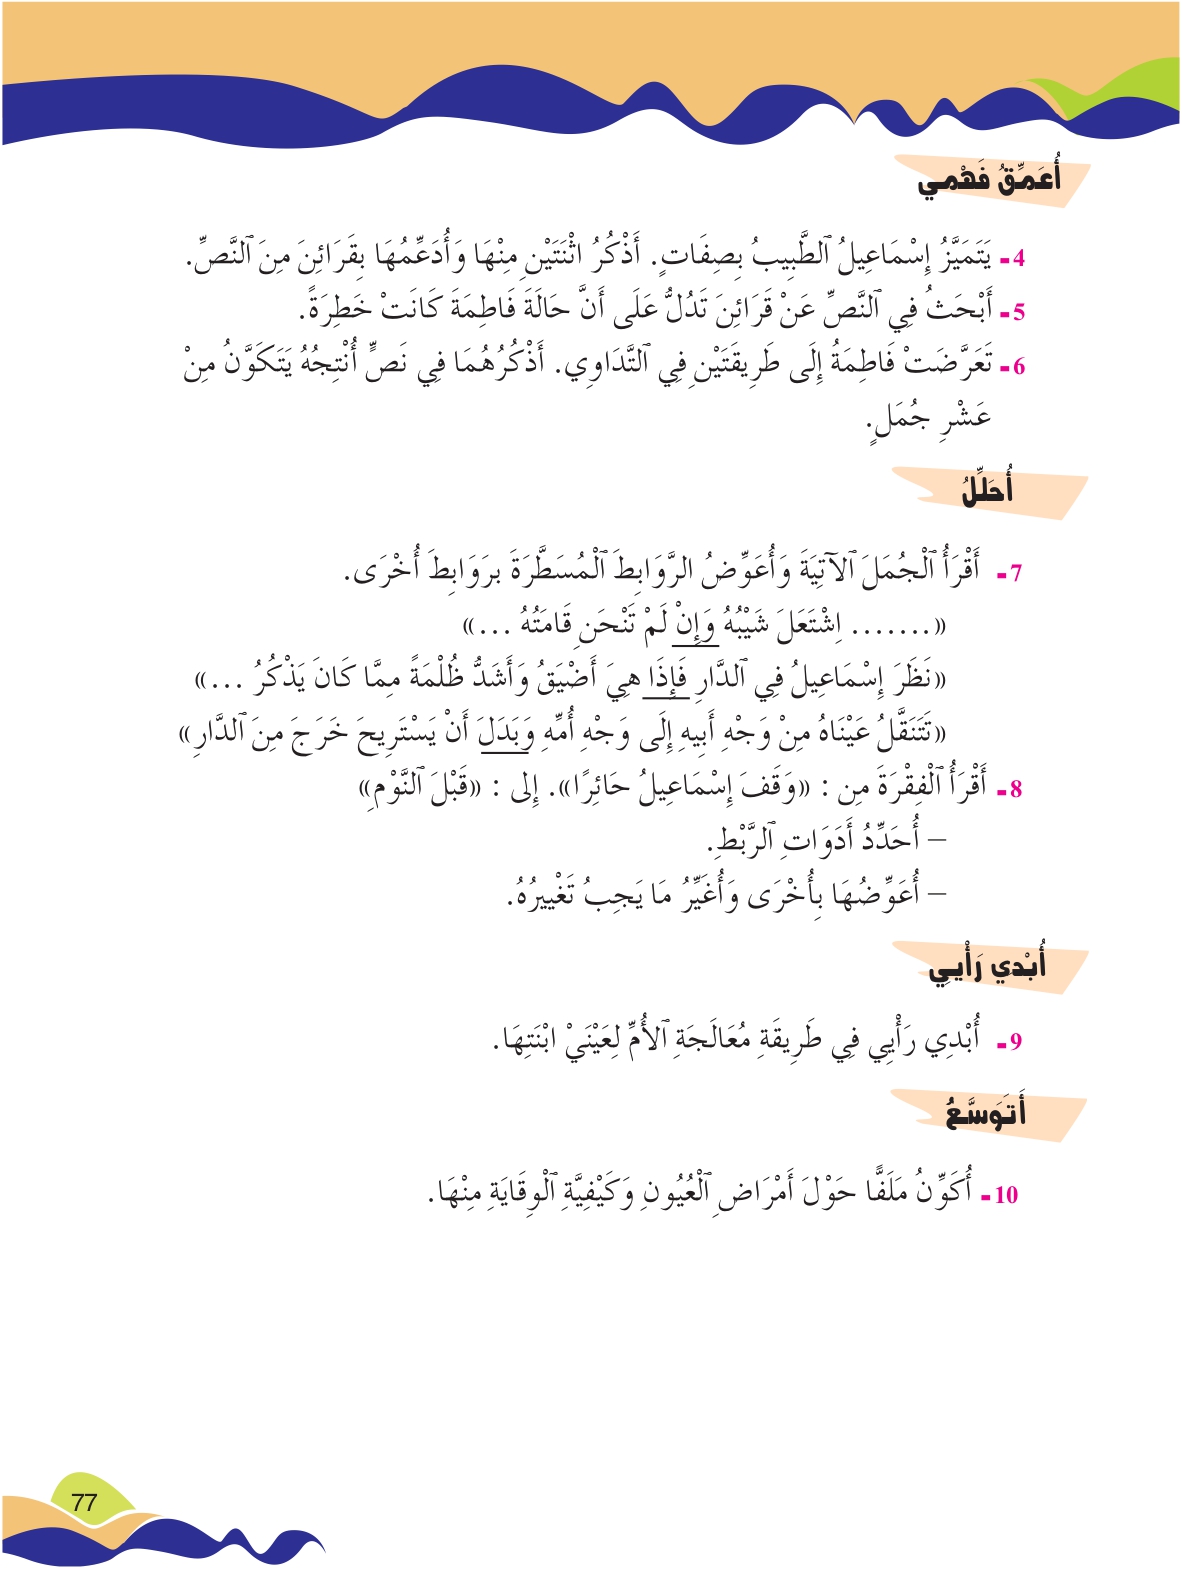 أُعَمِّقُ فَهْمِي
4- يَتَمَيَّزُ إِسْمَاعِيلُ ٱلطَّبِيبُ بِصِفَاتٍ. أَذْكُرُ اثْنَتَيْنِ مِنْهَا وَأُدَعِّمُهَا بِقَرَائِنَ مِنَ ٱلنَّصِّ.
5- أَبْحَثُ فِي ٱلنَّصِّ عَنْ قَرَائِنَ تَدُلُّ عَلَى أَنَّ حَالَةَ فَاطِمَةَ كَانَتْ خَطِرَةً.
6- تَعَرَّضَتْ فَاطِمَةُ إِلَى طَرِيقَتَيْنِ فِي ٱلتَّدَاوِي. أَذْكُرُهُمَا فِي نَصٍّ أُنْتِجُهُ يَتَكَوَّنُ مِنْ
عَشْرِ جُمَلٍ.
أُحَلِّلُ
7- أَقْرَأُ ٱلْجُمَلَ ٱلآتِيَةَ وَأُعَوِّضُ الرَّوَابِطَ ٱلْمُسَطَّرَةَ برَوَابِطَ أُخْرَى.
«....... اِشْتَعَلَ شَيْبُهُ وَإِنْ لَمْ تَنْحَنِ قَامَتُهُ ...»
«نَظَرَ إِسْمَاعِيلُ فِي ٱلدَّارِ فَإِذَا هِيَ أَضْيَقُ وَأَشَدُّ ظُلْمَةً مِمَّا كَانَ يَذْكُرُ ...»
«تَتَنَقَّلُ عَيْنَاهُ مِنْ وَجْهِ أَبِيهِ إِلَى وَجْهِ أُمِّهِ وَبَدَلَ أَنْ يَسْتَرِيحَ خَرَجَ مِنَ ٱلدَّارِ»
8- أَقْرَأُ ٱلْفِقْرَةَ مِن : «وَقَفَ إِسْمَاعِيلُ حَائِرًا». إِلى : «قَبْلَ ٱلنَّوْمِ»
– أُحَدِّدُ أَدَوَاتِ ٱلرَّبْطِ.
– أُعَوِّضُهَا بِأُخْرَى وَأُغَيِّرُ مَا يَجِبُ تَغْيِيرُهُ.
أُبْدِي رَأْيِي
9- أُبْدِي رَأْيِي فِي طَرِيقَةِ مُعَالَجَةِ ٱلأُمِّ لِعَيْنَيْ ابْنَتِهَا.
أَتَوَسَّعُ
10- أُكَوِّنُ مَلَفًّا حَوْلَ أَمْرَاضِ ٱلْعُيُونِ وَكَيْفِيَّةِ ٱلْوِقَايَةِ مِنْهَا.
77